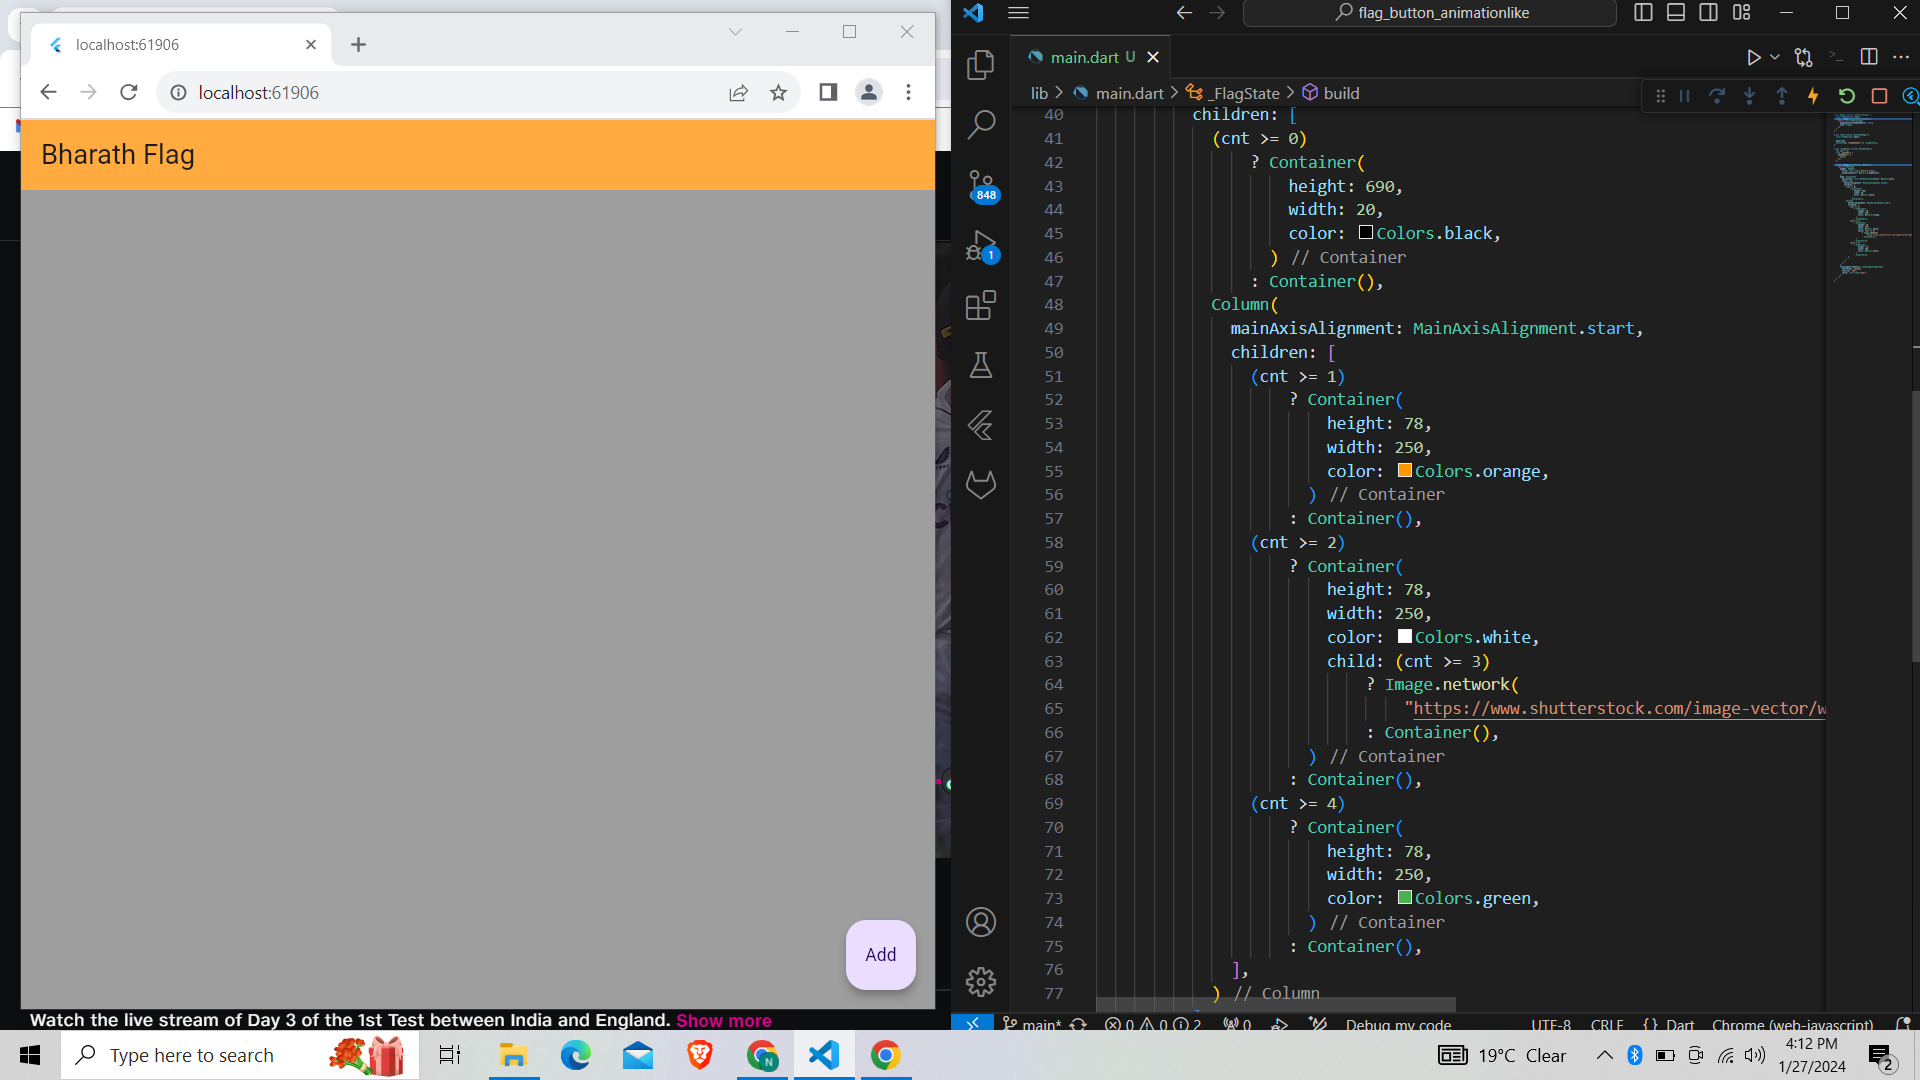 localhost:61906
localhost:61906
Bharath Flag
Add
Watch the live stream of Day 3 of the 1st Test between India and England. Show more
flag_button_animationlike
main.dart U
lib > main.dart > _FlagState > build
848
1
40 children: [
41 (cnt >= 0)
42 ? Container(
43 height: 690,
44 width: 20,
45 color: Colors.black,
46 ) // Container
47 : Container(),
48 Column(
49 mainAxisAlignment: MainAxisAlignment.start,
50 children: [
51 (cnt >= 1)
52 ? Container(
53 height: 78,
54 width: 250,
55 color: Colors.orange,
56 ) // Container
57 : Container(),
58 (cnt >= 2)
59 ? Container(
60 height: 78,
61 width: 250,
62 color: Colors.white,
63 child: (cnt >= 3)
64 ? Image.network(
65 "https://www.shutterstock.com/image-vector/w
66 : Container(),
67 ) // Container
68 : Container(),
69 (cnt >= 4)
70 ? Container(
71 height: 78,
72 width: 250,
73 color: Colors.green,
74 ) // Container
75 : Container(),
76 ],
77 ) // Column
main* 0 0 2 0 Debug my code UTF-8 CRLF {} Dart Chrome (web-javascript)
Type here to search
N
19°C Clear
4:12 PM
1/27/2024
2